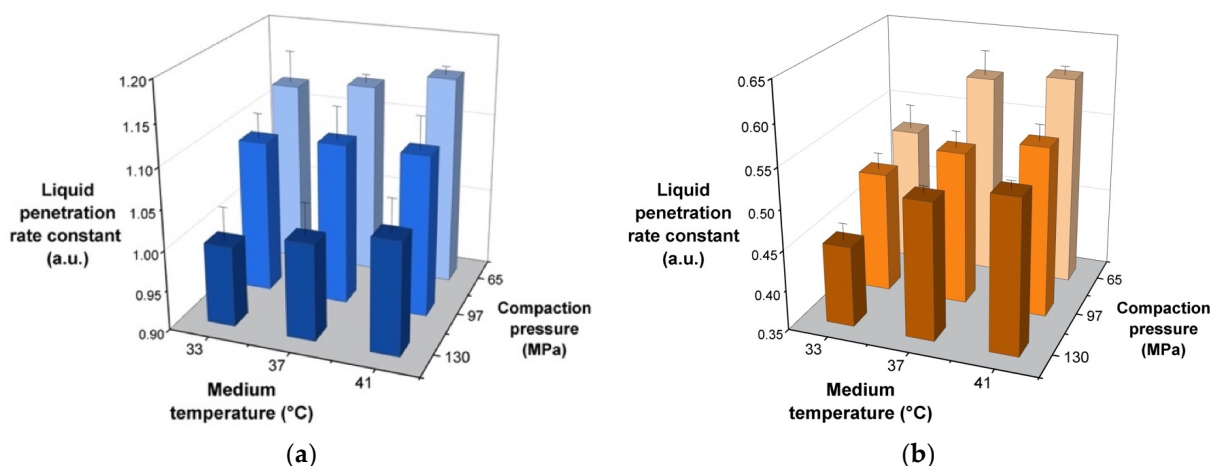 1.20
1.15
1.10
1.05
1.00
0.95
0.90
Liquid
penetration
rate constant
(a.u.)
33
37
41
Medium
temperature (°C)
65
97
130
Compaction
pressure
(MPa)
(a)
0.65
0.60
0.55
0.50
0.45
0.40
0.35
Liquid
penetration
rate constant
(a.u.)
33
37
41
Medium
temperature (°C)
65
97
130
Compaction
pressure
(MPa)
(b)